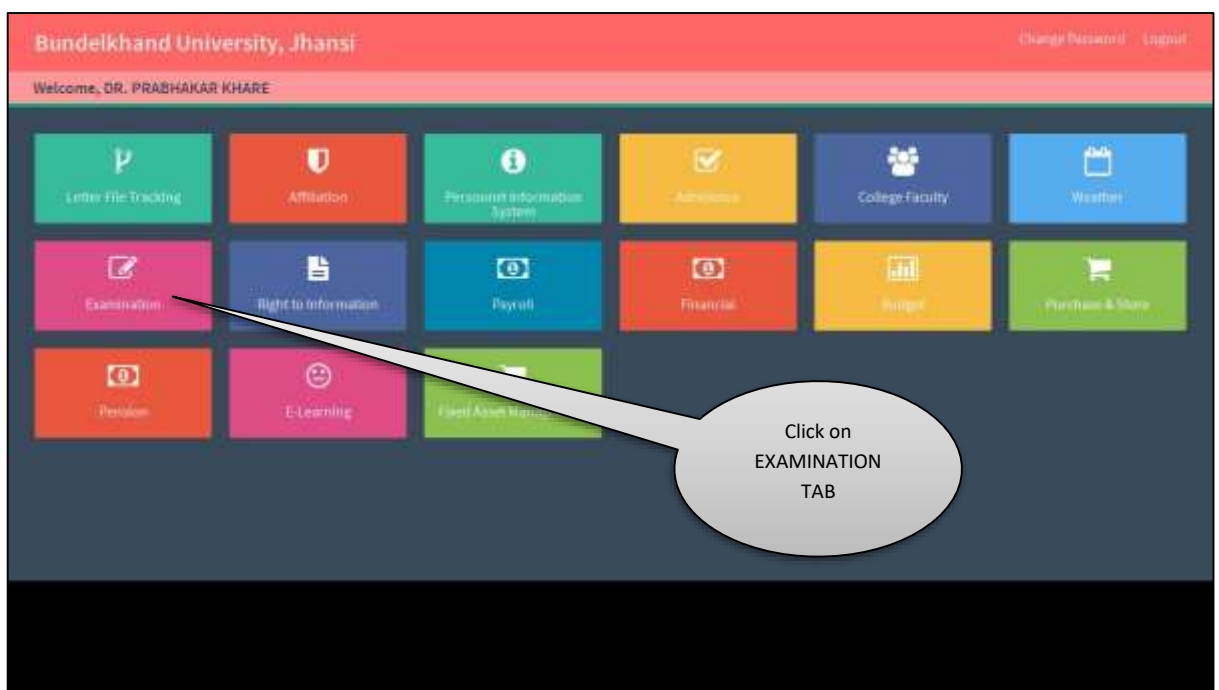 Bundelkhand University, Jhansi
Change Password Logout
Welcome, DR. PRABHAKAR KHARE
Letter File Tracking
Affiliation
Personnel Information
System
Admission
College Faculty
Weather
Examination
Right to Information
Payroll
Financial
Budget
Purchase & Store
Pension
E-Learning
Fixed Asset
Click on
EXAMINATION
TAB